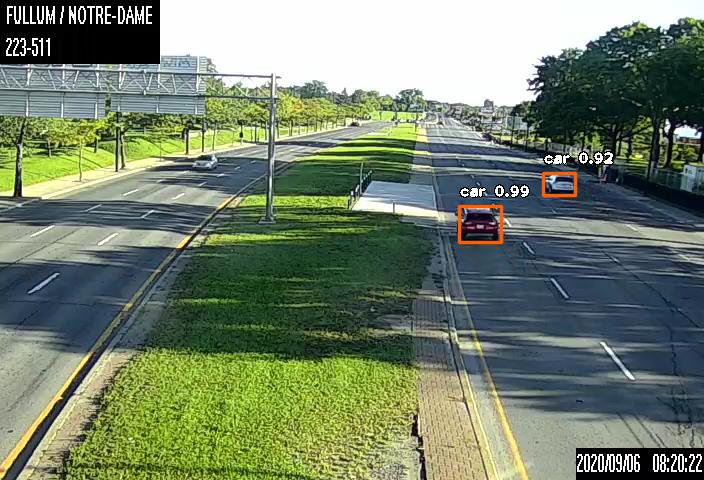 FULLUM / NOTRE-DAME
223-511
car 0.92
car 0.99
2020/09/06 08:20:22